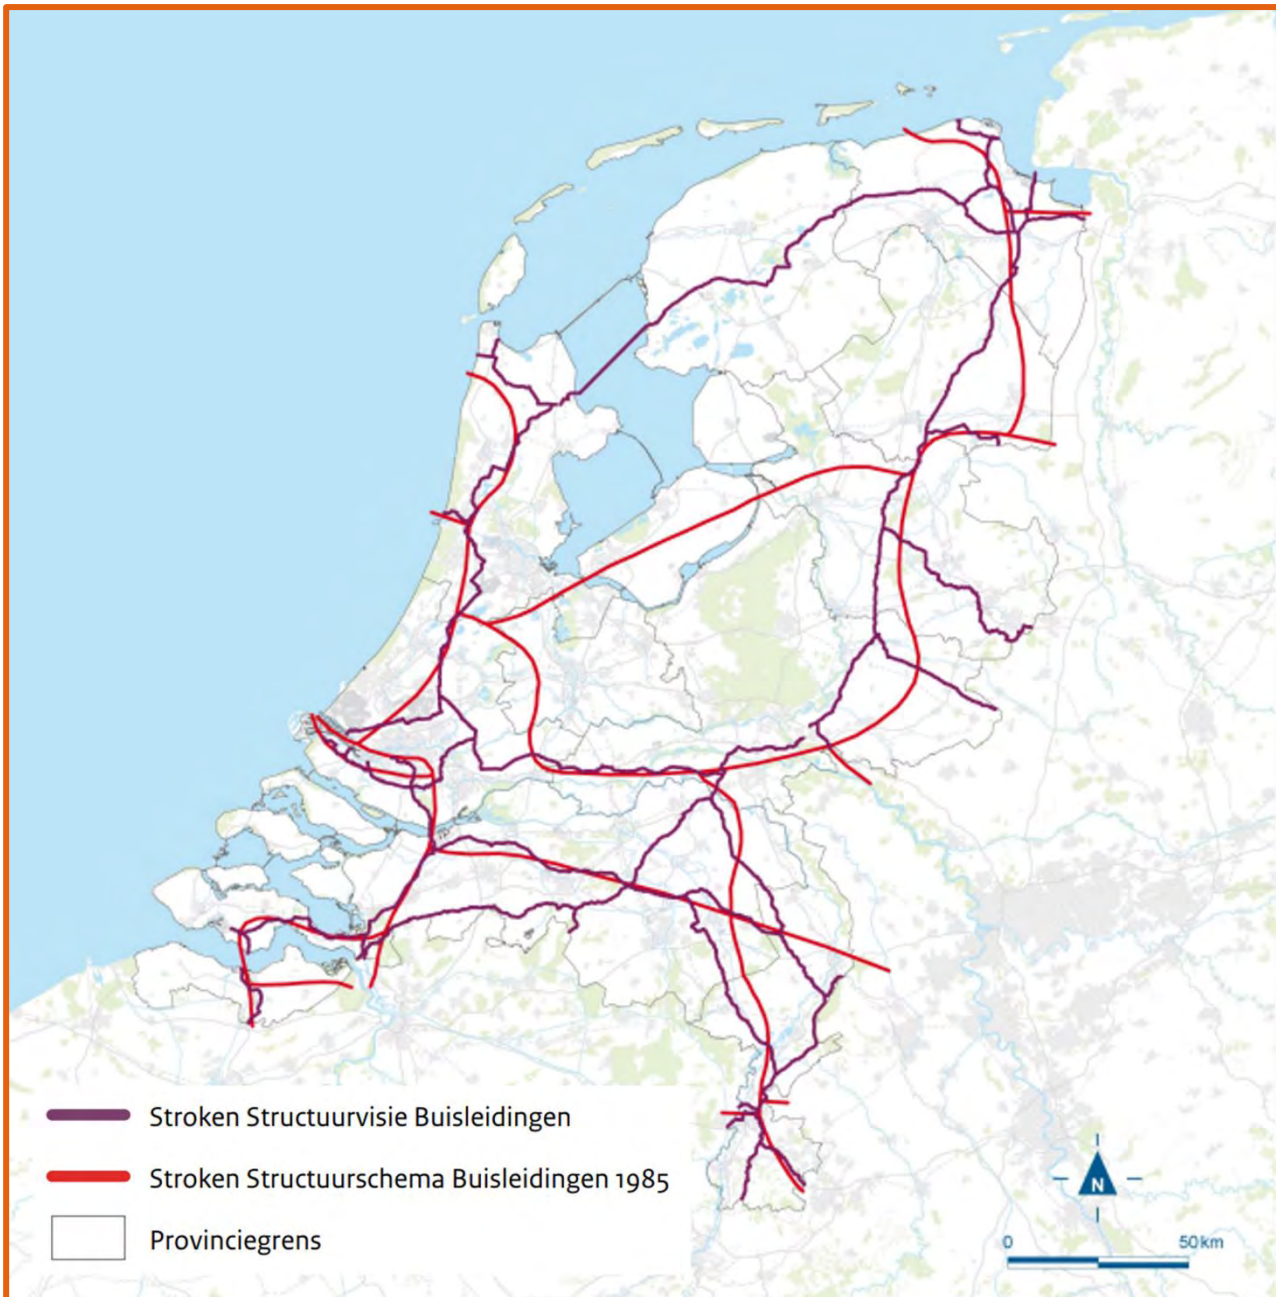 Stroken Structuurvisie Buisleidingen
Stroken Structuurschema Buisleidingen 1985
Provinciegrens
N
0 50 km